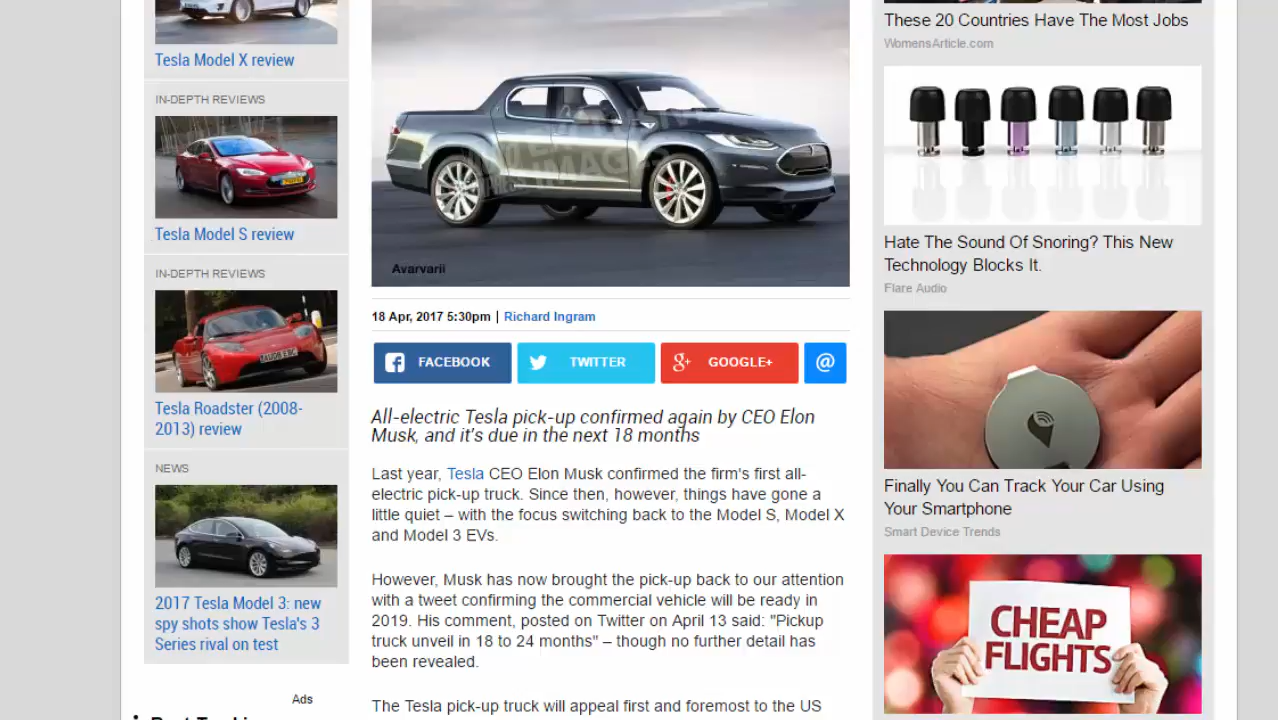 Tesla Model X review
IN-DEPTH REVIEWS
Tesla Model S review
IN-DEPTH REVIEWS
Tesla Roadster (2008-
2013) review
NEWS
2017 Tesla Model 3: new
spy shots show Tesla's 3
Series rival on test
Ads
Avarvarii
18 Apr, 2017 5:30pm | Richard Ingram
FACEBOOK
TWITTER
GOOGLE+
@
All-electric Tesla pick-up confirmed again by CEO Elon
Musk, and it's due in the next 18 months
Last year, Tesla CEO Elon Musk confirmed the firm's first all-
electric pick-up truck. Since then, however, things have gone a
little quiet – with the focus switching back to the Model S, Model X
and Model 3 EVs.
However, Musk has now brought the pick-up back to our attention
with a tweet confirming the commercial vehicle will be ready in
2019. His comment, posted on Twitter on April 13 said: "Pickup
truck unveil in 18 to 24 months" – though no further detail has
been revealed.
The Tesla pick-up truck will appeal first and foremost to the US
These 20 Countries Have The Most Jobs
WomensArticle.com
Hate The Sound Of Snoring? This New
Technology Blocks It.
Flare Audio
Finally You Can Track Your Car Using
Your Smartphone
Smart Device Trends
CHEAP
FLIGHTS